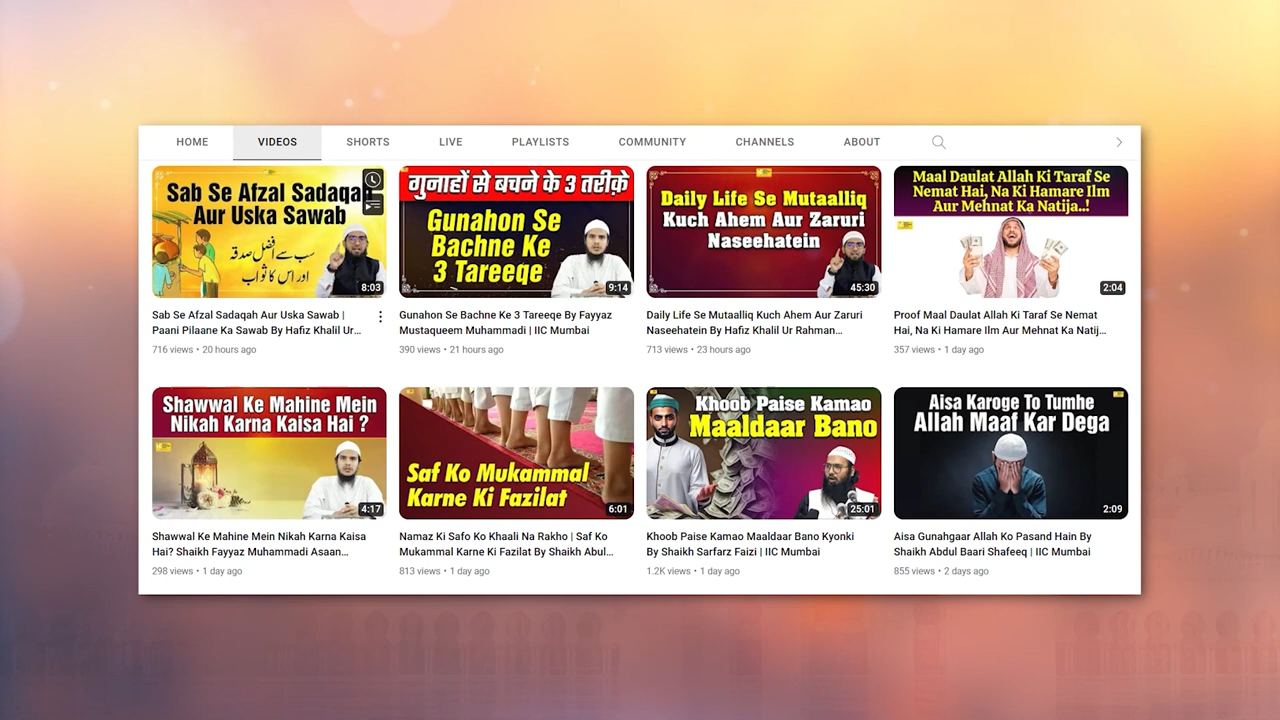 HOME VIDEOS SHORTS LIVE PLAYLISTS COMMUNITY CHANNELS ABOUT
Sab Se Afzal Sadaqah
Aur Uska Sawab
سب سے افضل صدقہ
اور اس کا ثواب
8:03
गुनाहों से बचने के 3 तरीक़े
Gunahon Se
Bachne Ke
3 Tareeqe
9:14
Daily Life Se Mutaalliq
Kuch Ahem Aur Zaruri
Naseehatein
45:30
Maal Daulat Allah Ki Taraf Se
Nemat Hai, Na Ki Hamare Ilm
Aur Mehnat Ka Natija..!
2:04
Sab Se Afzal Sadaqah Aur Uska Sawab |
Paani Pilaane Ka Sawab By Hafiz Khalil Ur...
716 views • 20 hours ago
Gunahon Se Bachne Ke 3 Tareeqe By Fayyaz
Mustaqueem Muhammadi | IIC Mumbai
390 views • 21 hours ago
Daily Life Se Mutaalliq Kuch Ahem Aur Zaruri
Naseehatein By Hafiz Khalil Ur Rahman...
713 views • 23 hours ago
Proof Maal Daulat Allah Ki Taraf Se Nemat
Hai, Na Ki Hamare Ilm Aur Mehnat Ka Natij...
357 views • 1 day ago
Shawwal Ke Mahine Mein
Nikah Karna Kaisa Hai ?
4:17
Saf Ko Mukammal
Karne Ki Fazilat
6:01
Khoob Paise Kamao
Maaldaar Bano
25:01
Aisa Karoge To Tumhe
Allah Maaf Kar Dega
2:09
Shawwal Ke Mahine Mein Nikah Karna Kaisa
Hai? Shaikh Fayyaz Muhammadi Asaan...
298 views • 1 day ago
Namaz Ki Safo Ko Khaali Na Rakho | Saf Ko
Mukammal Karne Ki Fazilat By Shaikh Abul...
813 views • 1 day ago
Khoob Paise Kamao Maaldaar Bano Kyonki
By Shaikh Sarfarz Faizi | IIC Mumbai
1.2K views • 1 day ago
Aisa Gunahgaar Allah Ko Pasand Hain By
Shaikh Abdul Baari Shafeeq | IIC Mumbai
855 views • 2 days ago